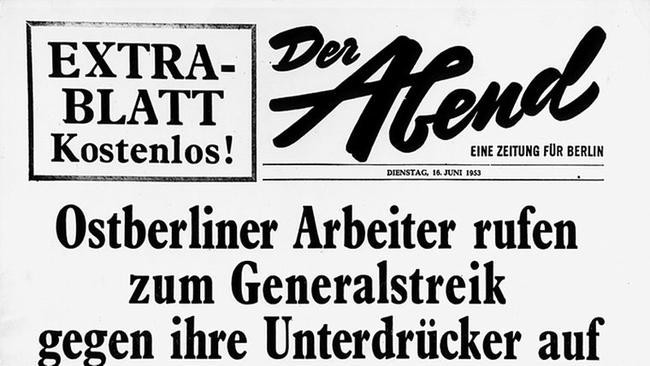 EXTRA-
BLATT
Kostenlos!
Der
Abend
EINE ZEITUNG FÜR BERLIN
DIENSTAG, 16. JUNI 1953
Ostberliner Arbeiter rufen
zum Generalstreik
gegen ihre Unterdrücker auf